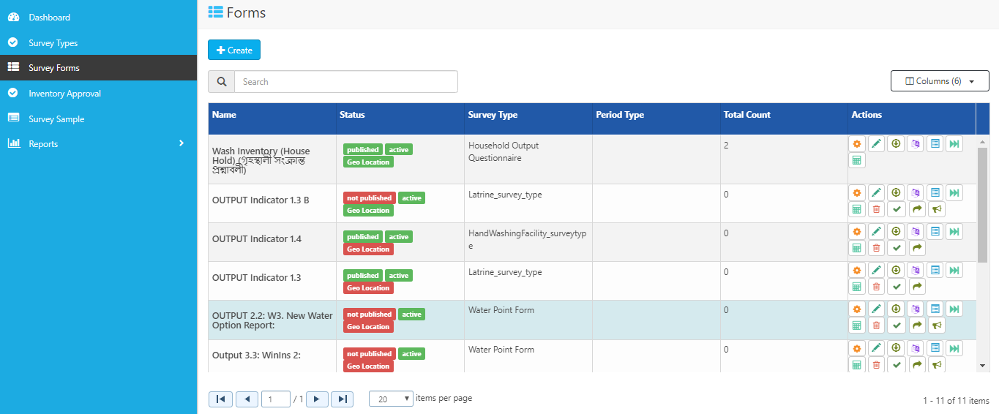 Dashboard
Survey Types
Survey Forms
Inventory Approval
Survey Sample
Reports
Forms
Create
Search
Columns (6)
Name Status Survey Type Period Type Total Count Actions
Wash Inventory (House
Hold) (গৃহস্থালী সংক্রান্ত
প্রশ্নাবলী)
published active
Geo Location
Household Output
Questionnaire
2
OUTPUT Indicator 1.3 B
not published active
Geo Location
Latrine_survey_type
0
OUTPUT Indicator 1.4
published active
Geo Location
HandWashingFacility_surveytyp
e
0
OUTPUT Indicator 1.3
published active
Geo Location
Latrine_survey_type
0
OUTPUT 2.2: W3. New Water
Option Report:
not published active
Geo Location
Water Point Form
0
Output 3.3: WinIns 2:
not published active
Geo Location
Water Point Form
0
1 / 1 20 items per page
1 - 11 of 11 items